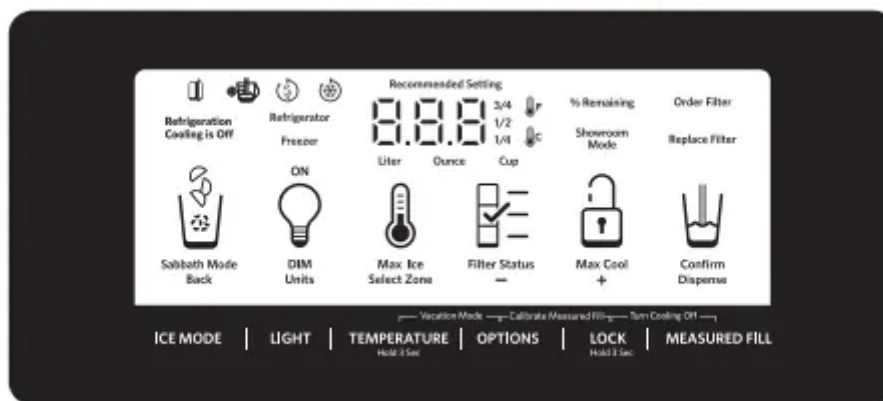 Recommended Setting
8.8.8
3/4
F
1/2
1/4
C
Liter Ounce Cup
Refrigeration
Cooling is Off
Refrigerator
Freezer
% Remaining
Order Filter
Showroom
Mode
Replace Filter
ON
Sabbath Mode
Back
DIM
Units
Max Ice
Select Zone
Filter Status
–
Max Cool
+
Confirm
Dispense
Vacation Mode Calibrate Measured Fill Turn Cooling Off
ICE MODE | LIGHT | TEMPERATURE | OPTIONS | LOCK | MEASURED FILL
Hold 3 Sec Hold 3 Sec